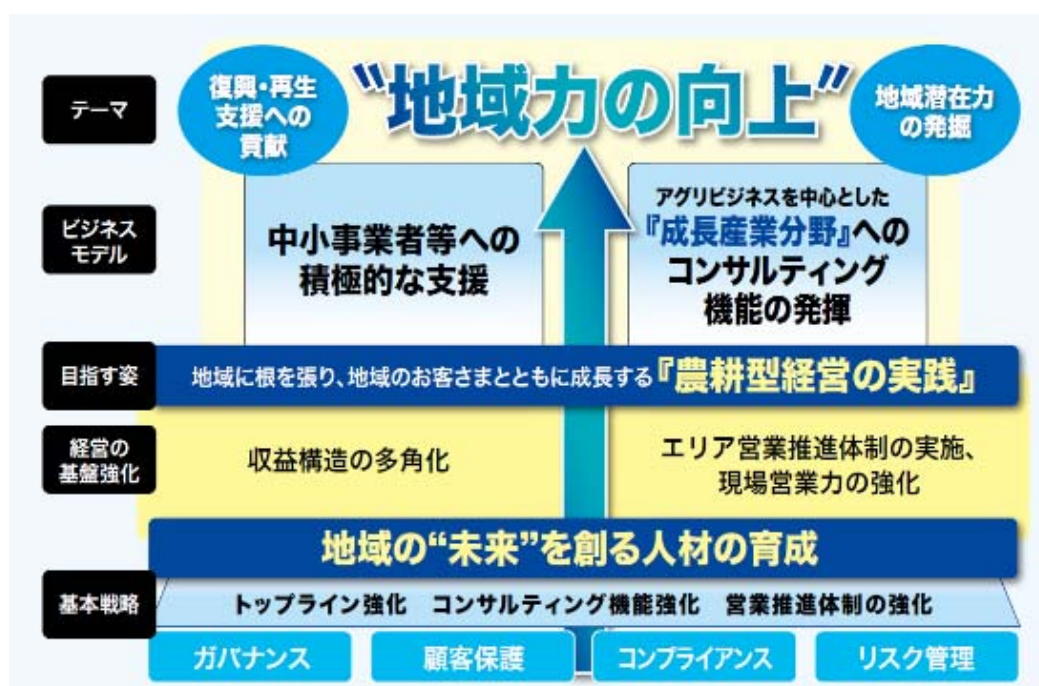 テーマ
復興・再生
支援への
貢献
“地域力の向上”
地域潜在力
の発掘
ビジネス
モデル
中小事業者等への
積極的な支援
アグリビジネスを中心とした
『成長産業分野』への
コンサルティング
機能の発揮
目指す姿
地域に根を張り、地域のお客さまとともに成長する『農耕型経営の実践』
経営の
基盤強化
収益構造の多角化
エリア営業推進体制の実施、
現場営業力の強化
地域の“未来”を創る人材の育成
基本戦略
トップライン強化 コンサルティング機能強化 営業推進体制の強化
ガバナンス
顧客保護
コンプライアンス
リスク管理